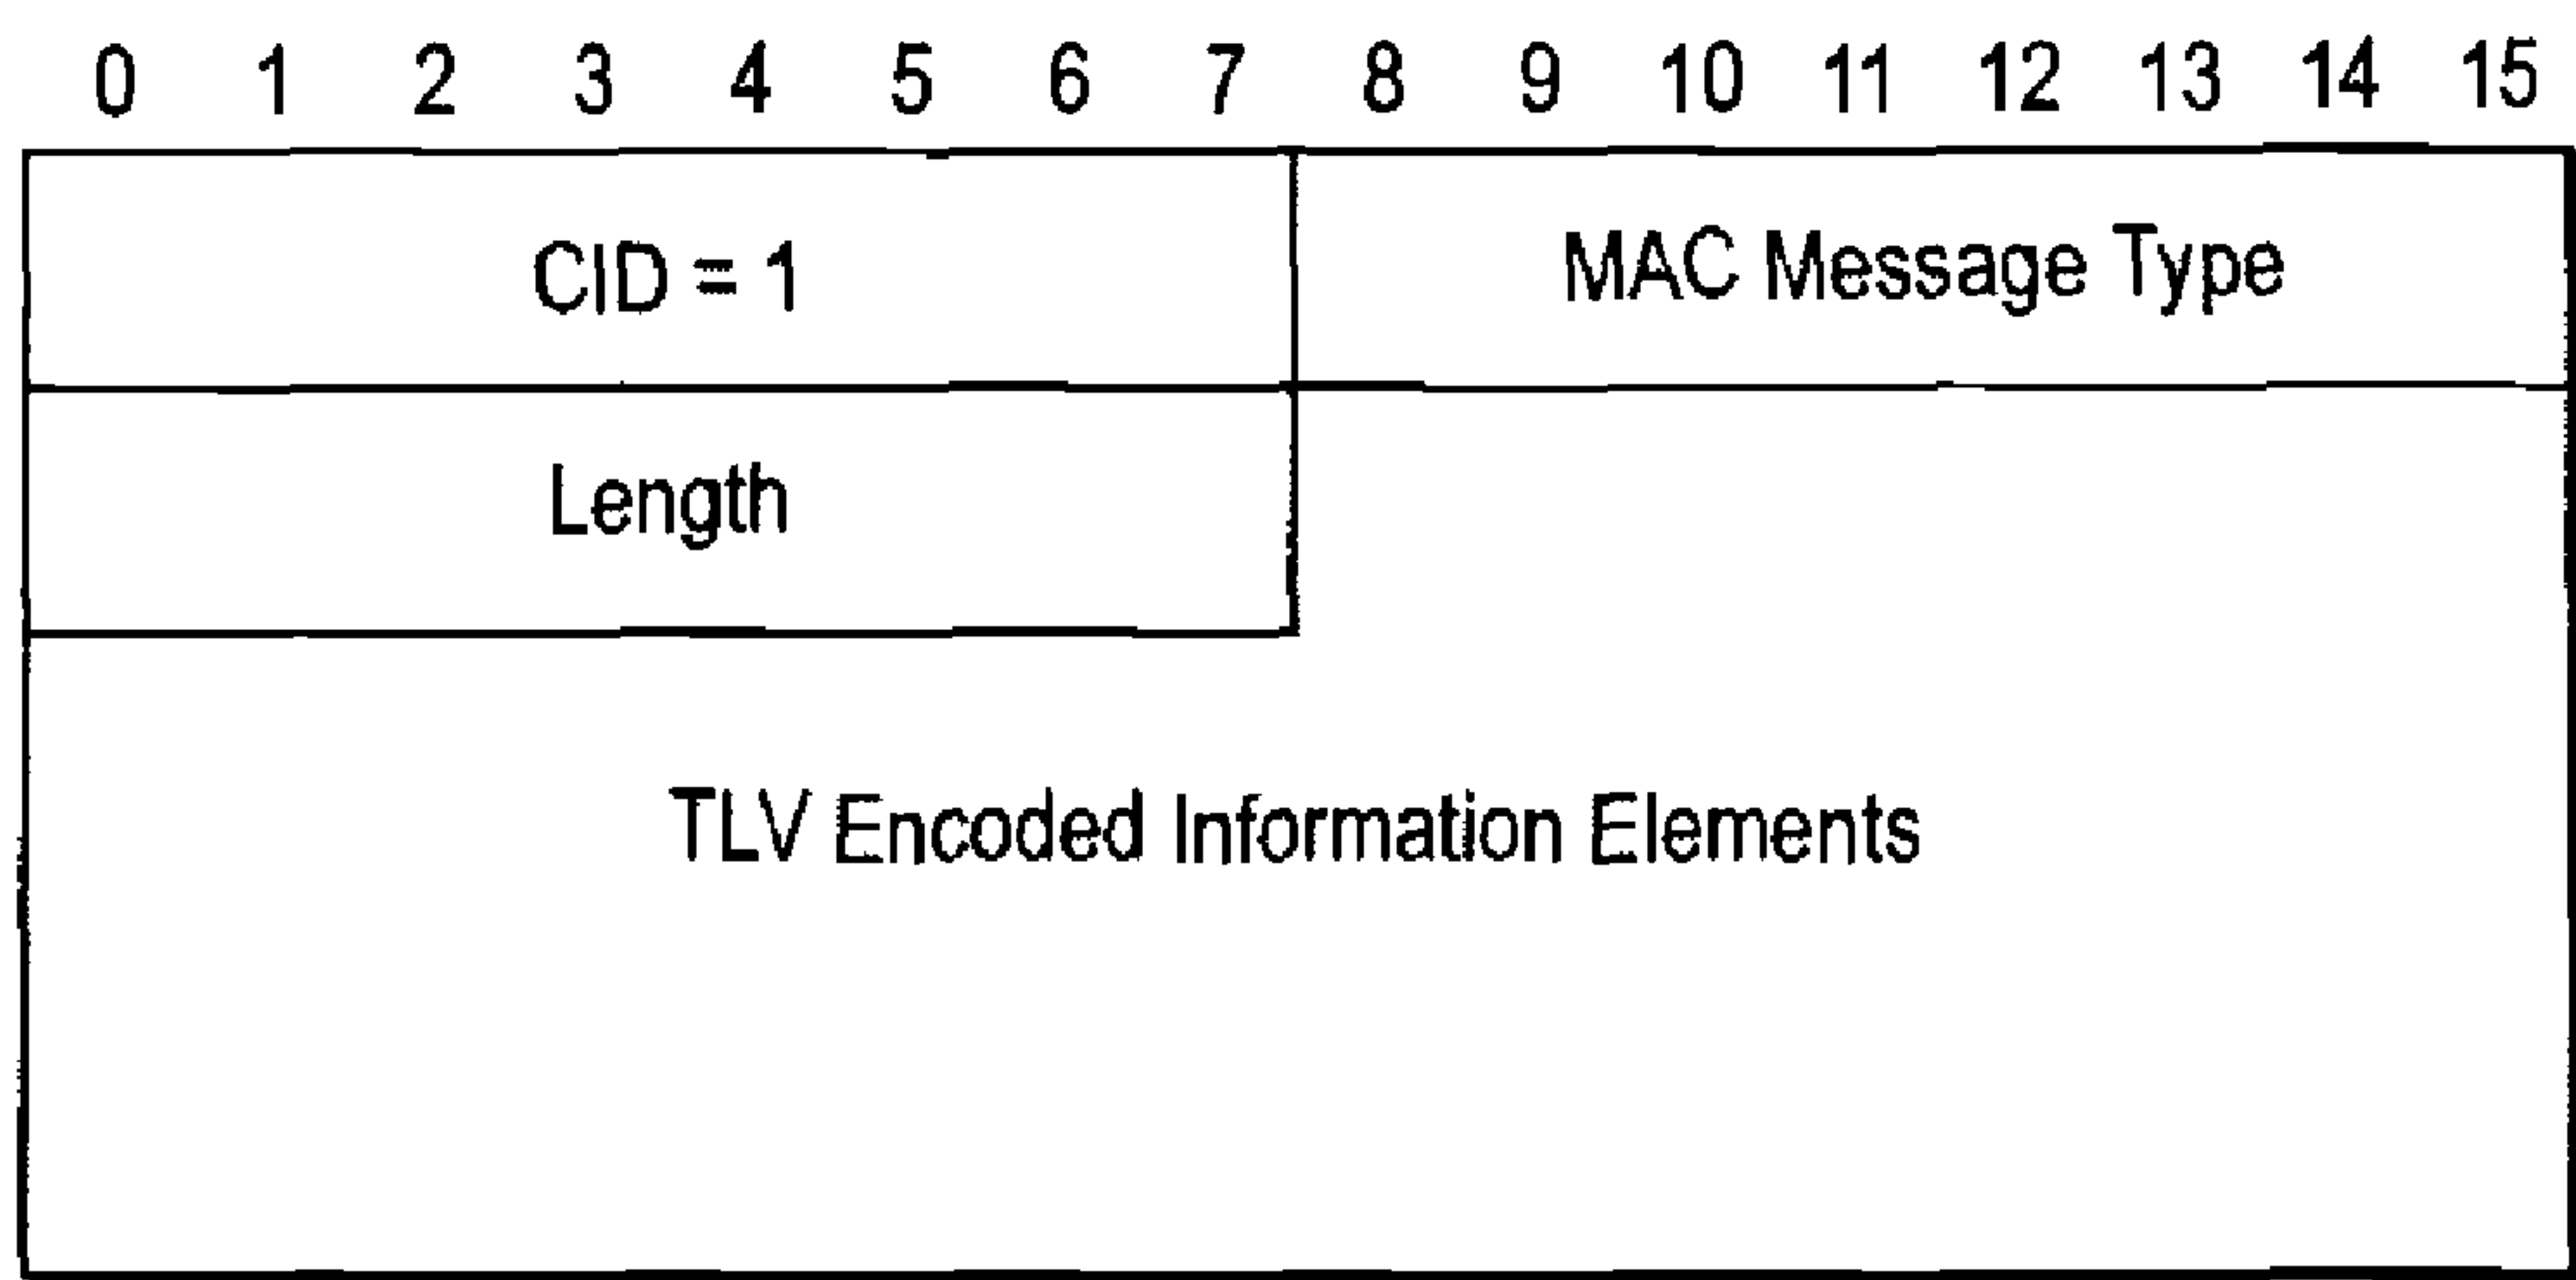 0 1 2 3 4 5 6 7 8 9 10 11 12 13 14 15
CID = 1 MAC Message Type
Length
TLV Encoded Information Elements